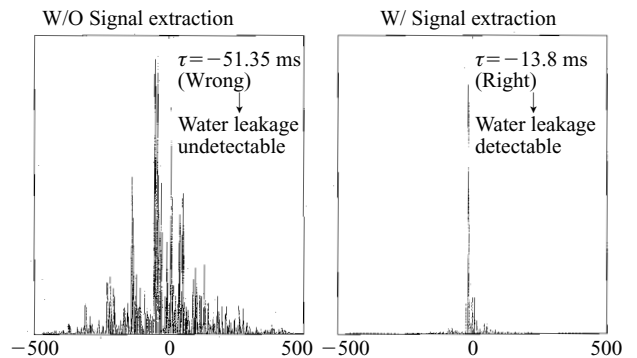 W/O Signal extraction
τ=−51.35 ms
(Wrong)
Water leakage
undetectable
−500
0
500
W/ Signal extraction
τ=−13.8 ms
(Right)
Water leakage
detectable
−500
0
500